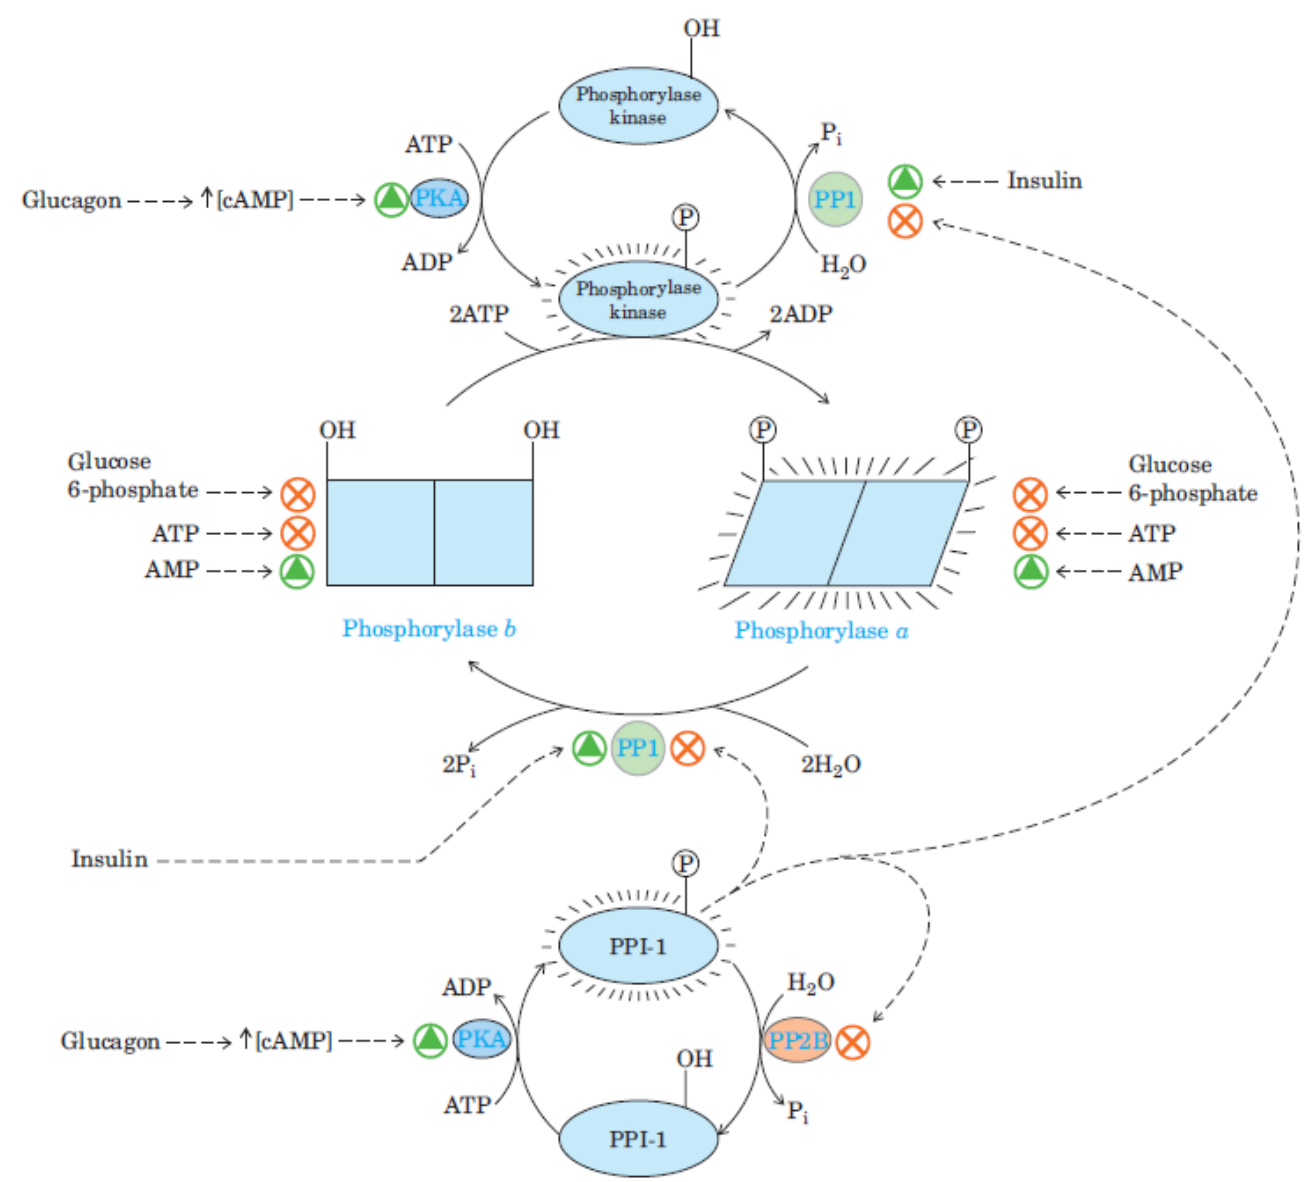 OH
Phosphorylase
kinase
ATP
Pi
Glucagon
↑[cAMP]
PKA
PP1
Insulin
P
ADP
H2O
Phosphorylase
kinase
2ATP
2ADP
OH
OH
P
P
Glucose
6-phosphate
ATP
AMP
Glucose
6-phosphate
ATP
AMP
Phosphorylase b
Phosphorylase a
2Pi
PP1
2H2O
Insulin
P
PPI-1
ADP
H2O
Glucagon
↑[cAMP]
PKA
PP2B
OH
ATP
Pi
PPI-1